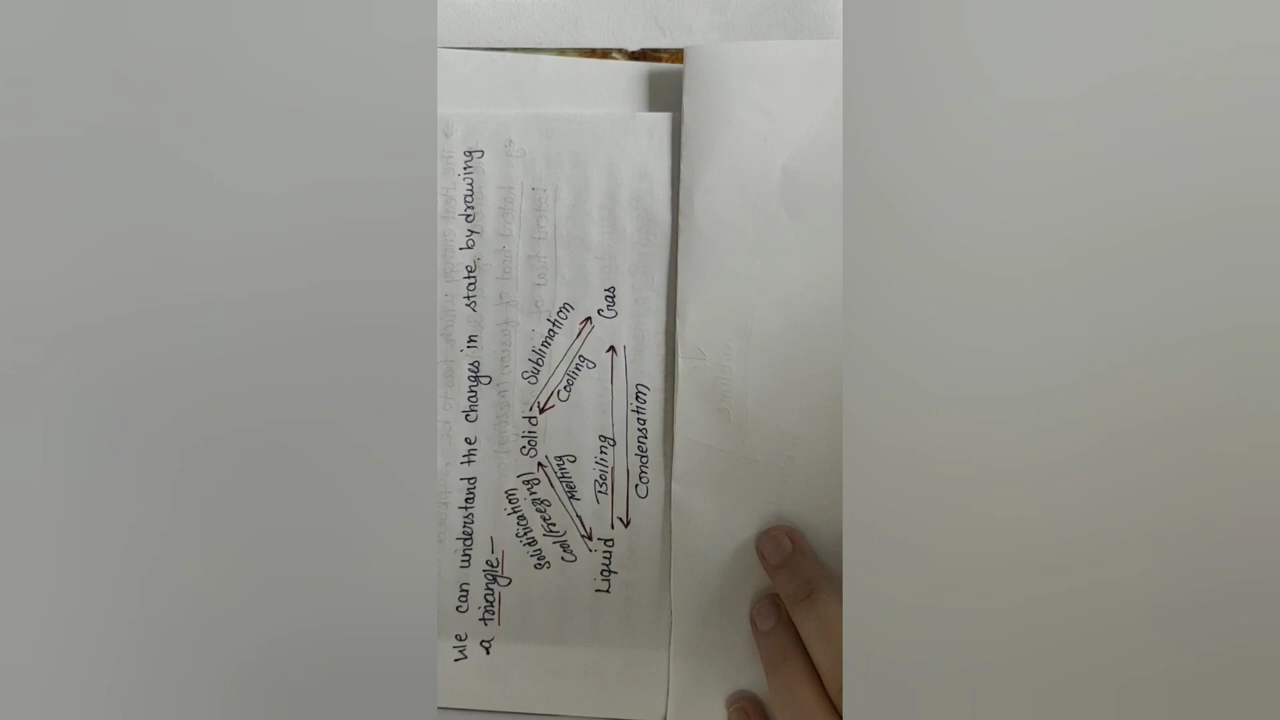 We can understand the changes in state, by drawing
a triangle-
Solid
Sublimation
Cooling
Gas
Solidification
Cool (Freezing)
Melting
Liquid
Boiling
Condensation